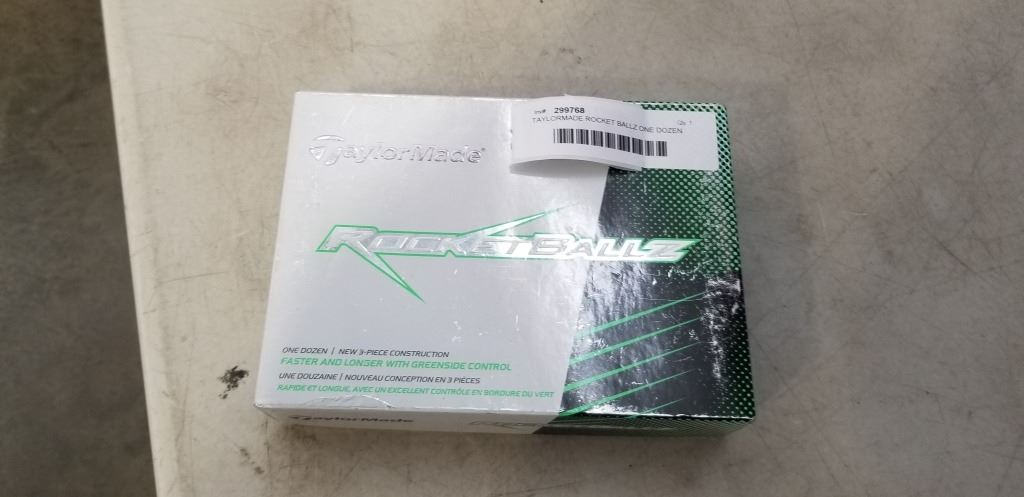 Inv#: 299768
Qty: 1
TAYLORMADE ROCKET BALLZ ONE DOZEN
TaylorMade®
ROCKETBALLZ
ONE DOZEN | NEW 3-PIECE CONSTRUCTION
FASTER AND LONGER WITH GREENSIDE CONTROL
UNE DOUZAINE | NOUVEAU CONCEPTION EN 3 PIÈCES
RAPIDE ET LONGUE, AVEC UN EXCELLENT CONTRÔLE EN BORDURE DU VERT
TaylorMade